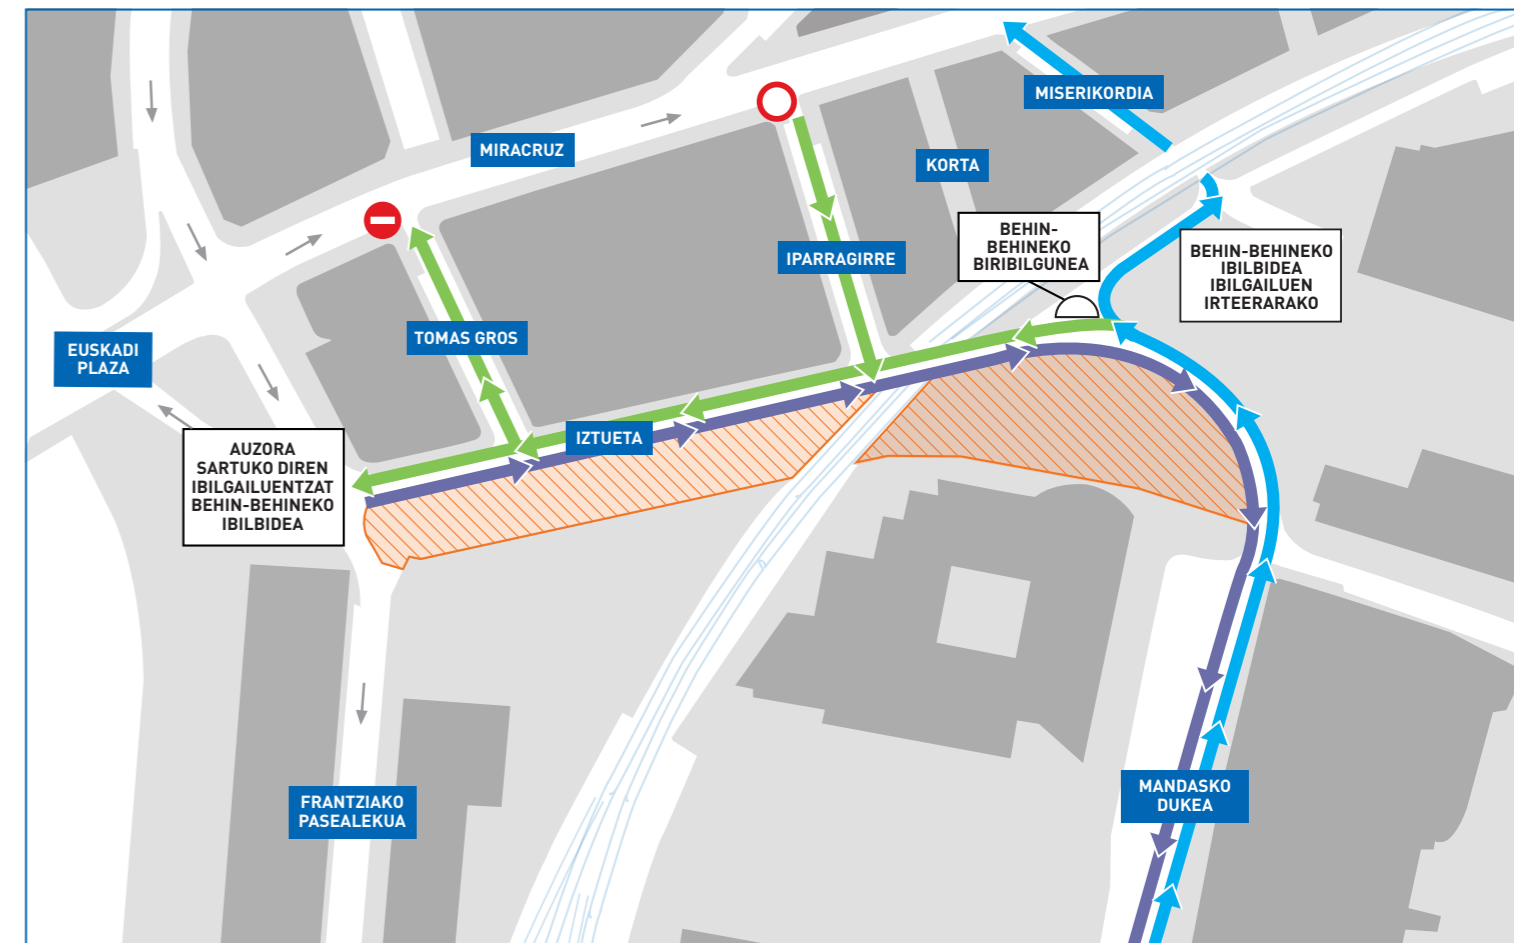 MISERIKORDIA
MIRACRUZ
KORTA
IPARRAGIRRE
BEHIN-
BEHINEKO
BIRIBILGUNEA
BEHIN-BEHINEKO
IBILBIDEA
IBILGAILUEN
IRTEERARAKO
TOMAS GROS
EUSKADI
PLAZA
IZTUETA
AUZORA
SARTUKO DIREN
IBILGAILUENTZAT
BEHIN-BEHINEKO
IBILBIDEA
FRANTZIAKO
PASEALEKUA
MANDASKO
DUKEA